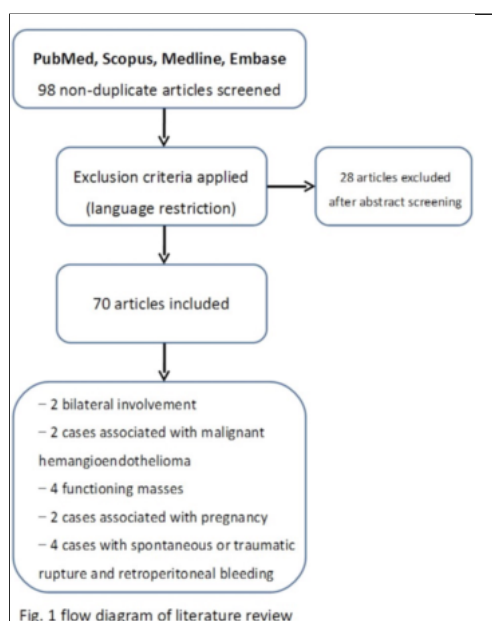 PubMed, Scopus, Medline, Embase
98 non-duplicate articles screened
Exclusion criteria applied
(language restriction)
28 articles excluded
after abstract screening
70 articles included
– 2 bilateral involvement
– 2 cases associated with malignant
hemangioendothelioma
– 4 functioning masses
– 2 cases associated with pregnancy
– 4 cases with spontaneous or traumatic
rupture and retroperitoneal bleeding
Fig. 1 flow diagram of literature review